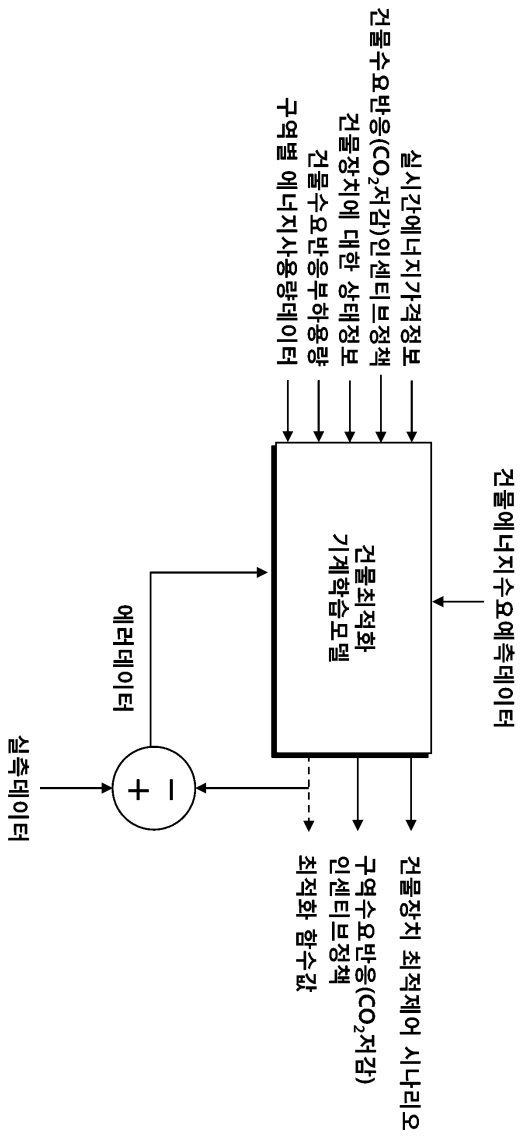 건물에너지수요예측데이터
실시간에너지가격정보
건물수요반응(CO₂저감)인센티브정책
건물장치에 대한 상태정보
건물수요반응부하용량
구역별 에너지사용량데이터
건물최적화
기계학습모델
건물장치 최적제어 시나리오
구역수요반응(CO₂저감)
인센티브정책
최적화 함수값
에러데이터
+ −
실측데이터